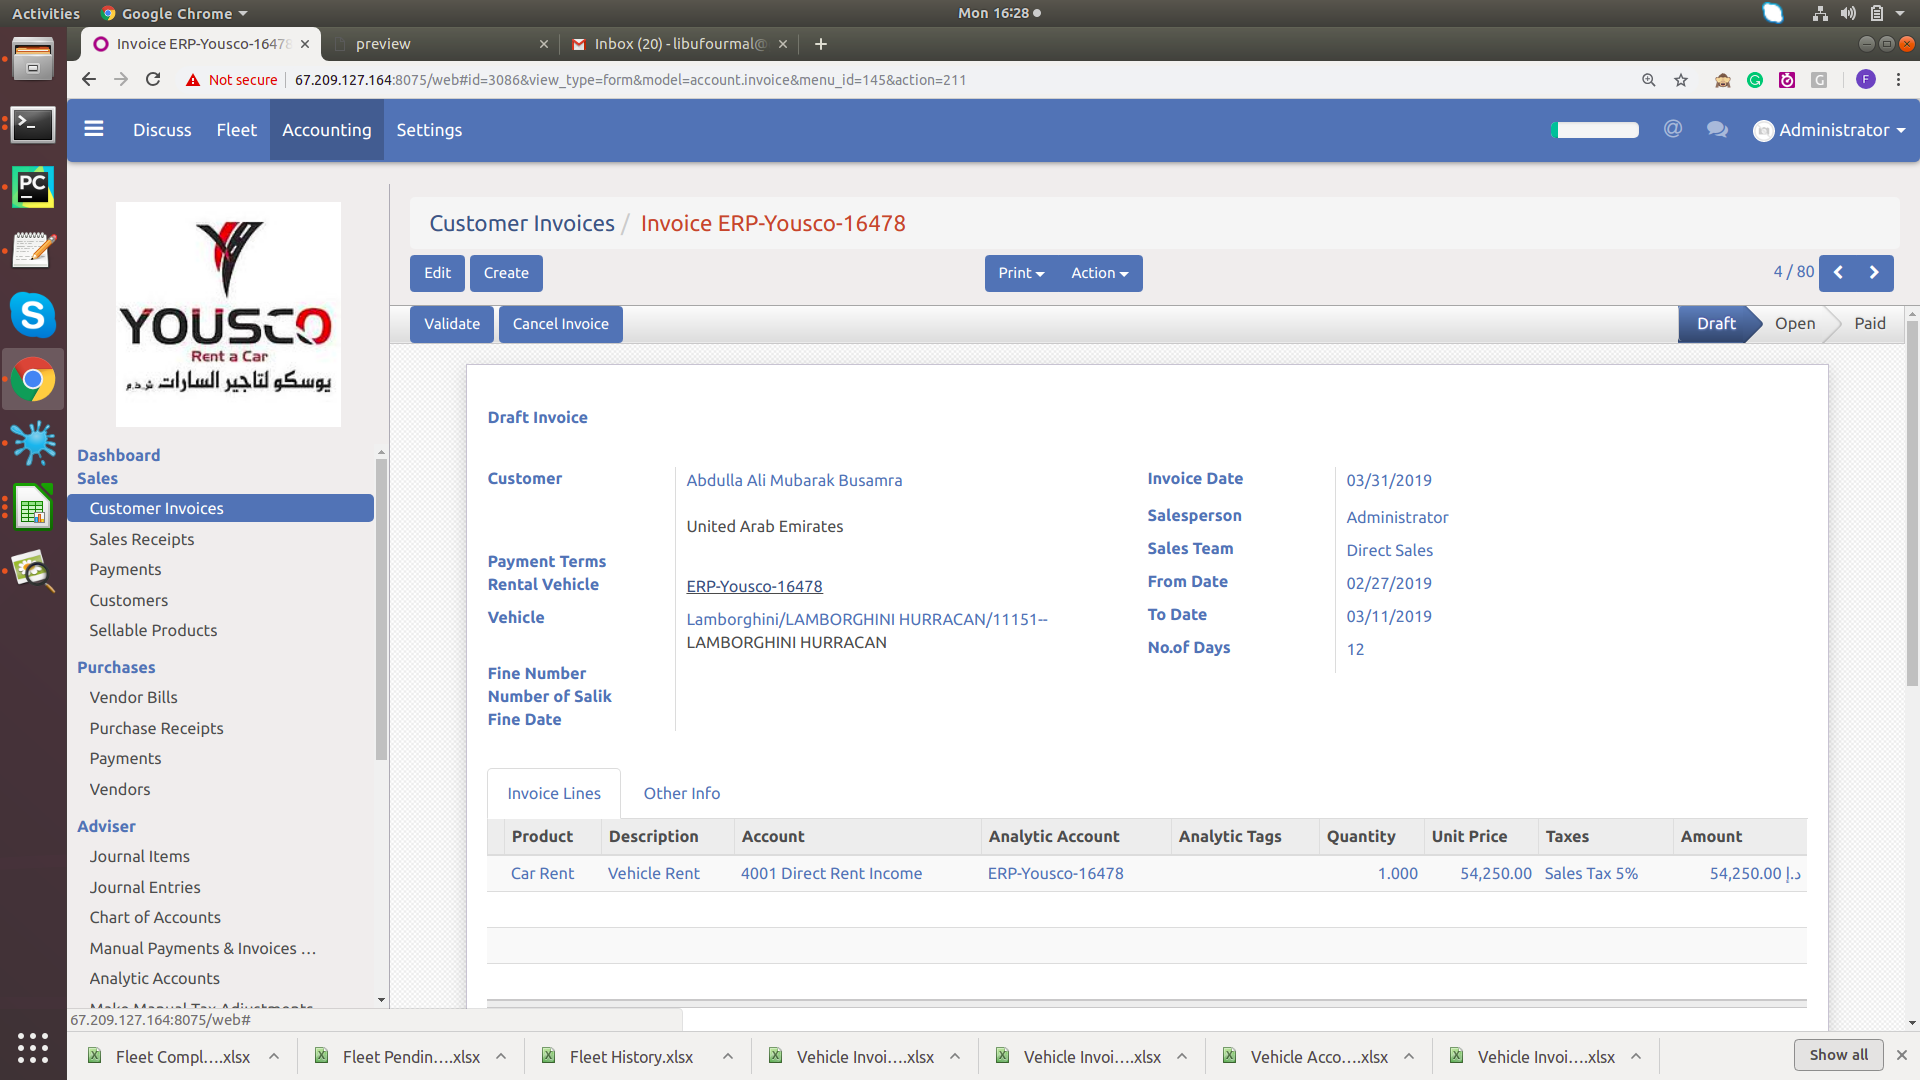 Activities
Google Chrome
Mon 16:28
Invoice ERP-Yousco-16478
preview
Inbox (20) - libufourmal@
Not secure
67.209.127.164:8075/web#id=3086&view_type=form&model=account.invoice&menu_id=145&action=211
F
Discuss
Fleet
Accounting
Settings
Administrator
YOUSCO
Rent a Car
يوسكو لتاجير السارات ش.ذ.م
Customer Invoices / Invoice ERP-Yousco-16478
Edit
Create
Print
Action
4 / 80
Validate
Cancel Invoice
Draft
Open
Paid
Dashboard
Sales
Customer Invoices
Sales Receipts
Payments
Customers
Sellable Products
Purchases
Vendor Bills
Purchase Receipts
Payments
Vendors
Adviser
Journal Items
Journal Entries
Chart of Accounts
Manual Payments & Invoices …
Analytic Accounts
Make Manual Tax Adjustments
Draft Invoice
Customer Abdulla Ali Mubarak Busamra
United Arab Emirates
Payment Terms
Rental Vehicle ERP-Yousco-16478
Vehicle Lamborghini/LAMBORGHINI HURRACAN/11151--
LAMBORGHINI HURRACAN
Fine Number
Number of Salik
Fine Date
Invoice Date 03/31/2019
Salesperson Administrator
Sales Team Direct Sales
From Date 02/27/2019
To Date 03/11/2019
No.of Days 12
Invoice Lines
Other Info
Product Description Account Analytic Account Analytic Tags Quantity Unit Price Taxes Amount
Car Rent Vehicle Rent 4001 Direct Rent Income ERP-Yousco-16478 1.000 54,250.00 Sales Tax 5% 54,250.00 د.إ
67.209.127.164:8075/web#
Fleet Compl....xlsx
Fleet Pendin....xlsx
Fleet History.xlsx
Vehicle Invoi....xlsx
Vehicle Invoi....xlsx
Vehicle Acco....xlsx
Vehicle Invoi....xlsx
Show all